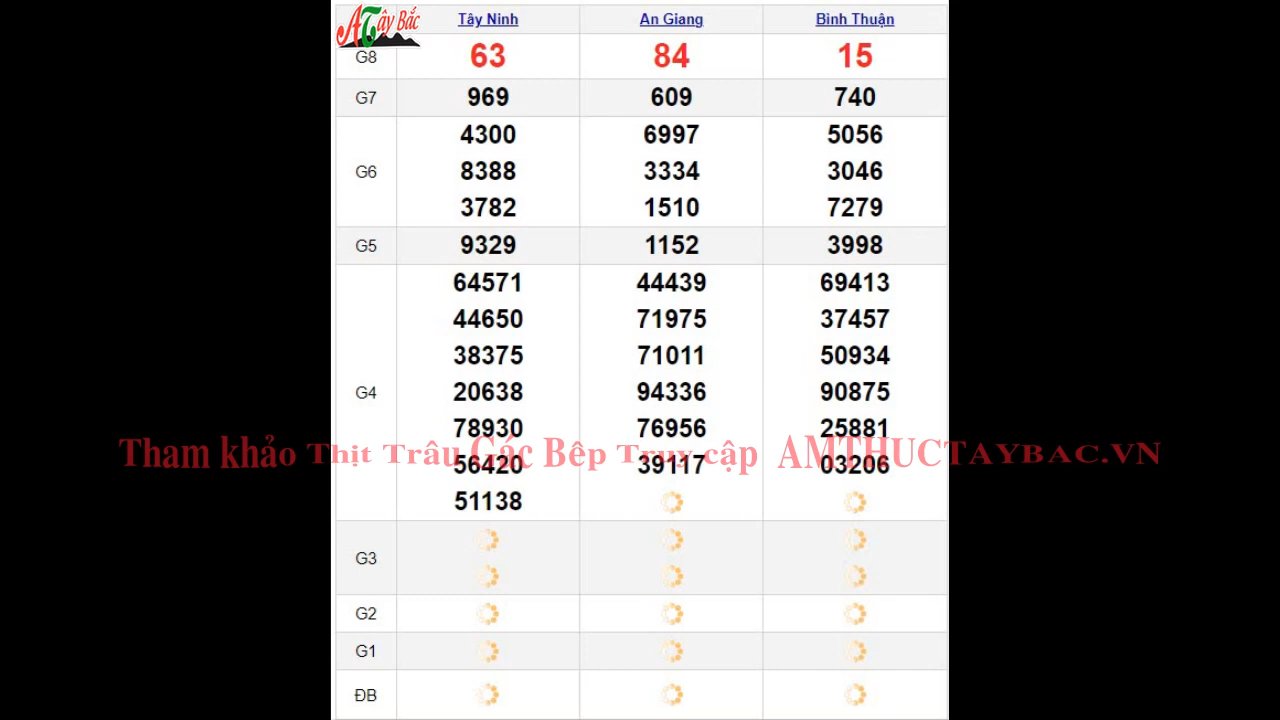 ATây Bắc
Tây Ninh An Giang Bình Thuận
G8 63 84 15
G7 969 609 740
4300 6997 5056
G6 8388 3334 3046
3782 1510 7279
G5 9329 1152 3998
64571 44439 69413
44650 71975 37457
38375 71011 50934
G4 20638 94336 90875
78930 76956 25881
Tham khảo Thịt Trâu Gác Bếp Truy cập AMTHUCTAYBAC.VN
56420 39117 03206
51138
G3
G2
G1
ĐB